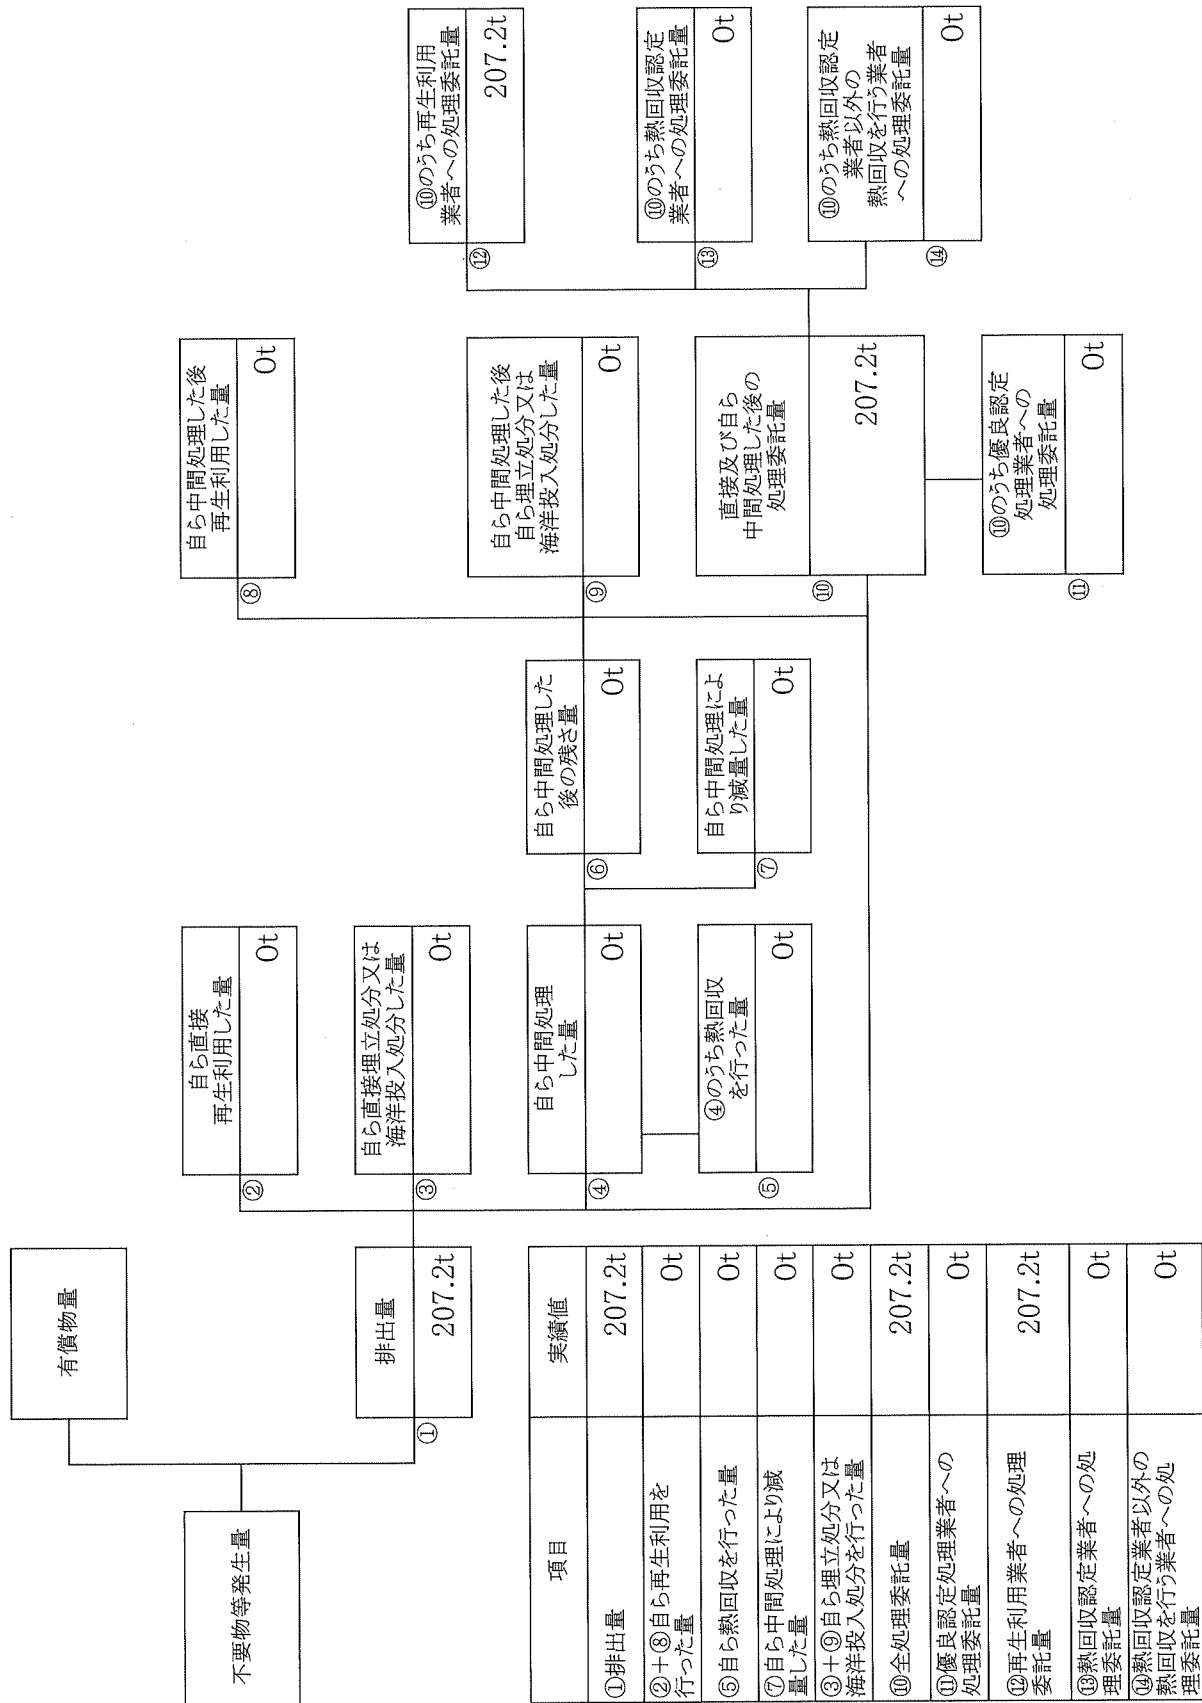 不要物等発生量
有償物量
①
排出量
207.2t
②
自ら直接
再生利用した量
0t
③
自ら直接埋立処分又は
海洋投入処分した量
0t
④
自ら中間処理
した量
0t
⑤
④のうち熱回収
を行った量
0t
⑥
自ら中間処理した
後の残さ量
0t
⑦
自ら中間処理によ
り減量した量
0t
⑧
自ら中間処理した後
再生利用した量
0t
⑨
自ら中間処理した後
自ら埋立処分又は
海洋投入処分した量
0t
⑩
直接及び自ら
中間処理した後の
処理委託量
207.2t
⑪
⑩のうち優良認定
処理業者への
処理委託量
0t
⑫
⑩のうち再生利用
業者への処理委託量
207.2t
⑬
⑩のうち熱回収認定
業者への処理委託量
0t
⑭
⑩のうち熱回収認定
業者以外の
熱回収を行う業者
への処理委託量
0t
項目 実績値
①排出量 207.2t
②+⑧自ら再生利用を
行った量 0t
⑤自ら熱回収を行った量 0t
⑦自ら中間処理により減
量した量 0t
③+⑨自ら埋立処分又は
海洋投入処分を行った量 0t
⑩全処理委託量 207.2t
⑪優良認定処理業者への
処理委託量 0t
⑫再生利用業者への処理
委託量 207.2t
⑬熱回収認定業者への処
理委託量 0t
⑭熱回収認定業者以外の
熱回収を行う業者への処
理委託量 0t